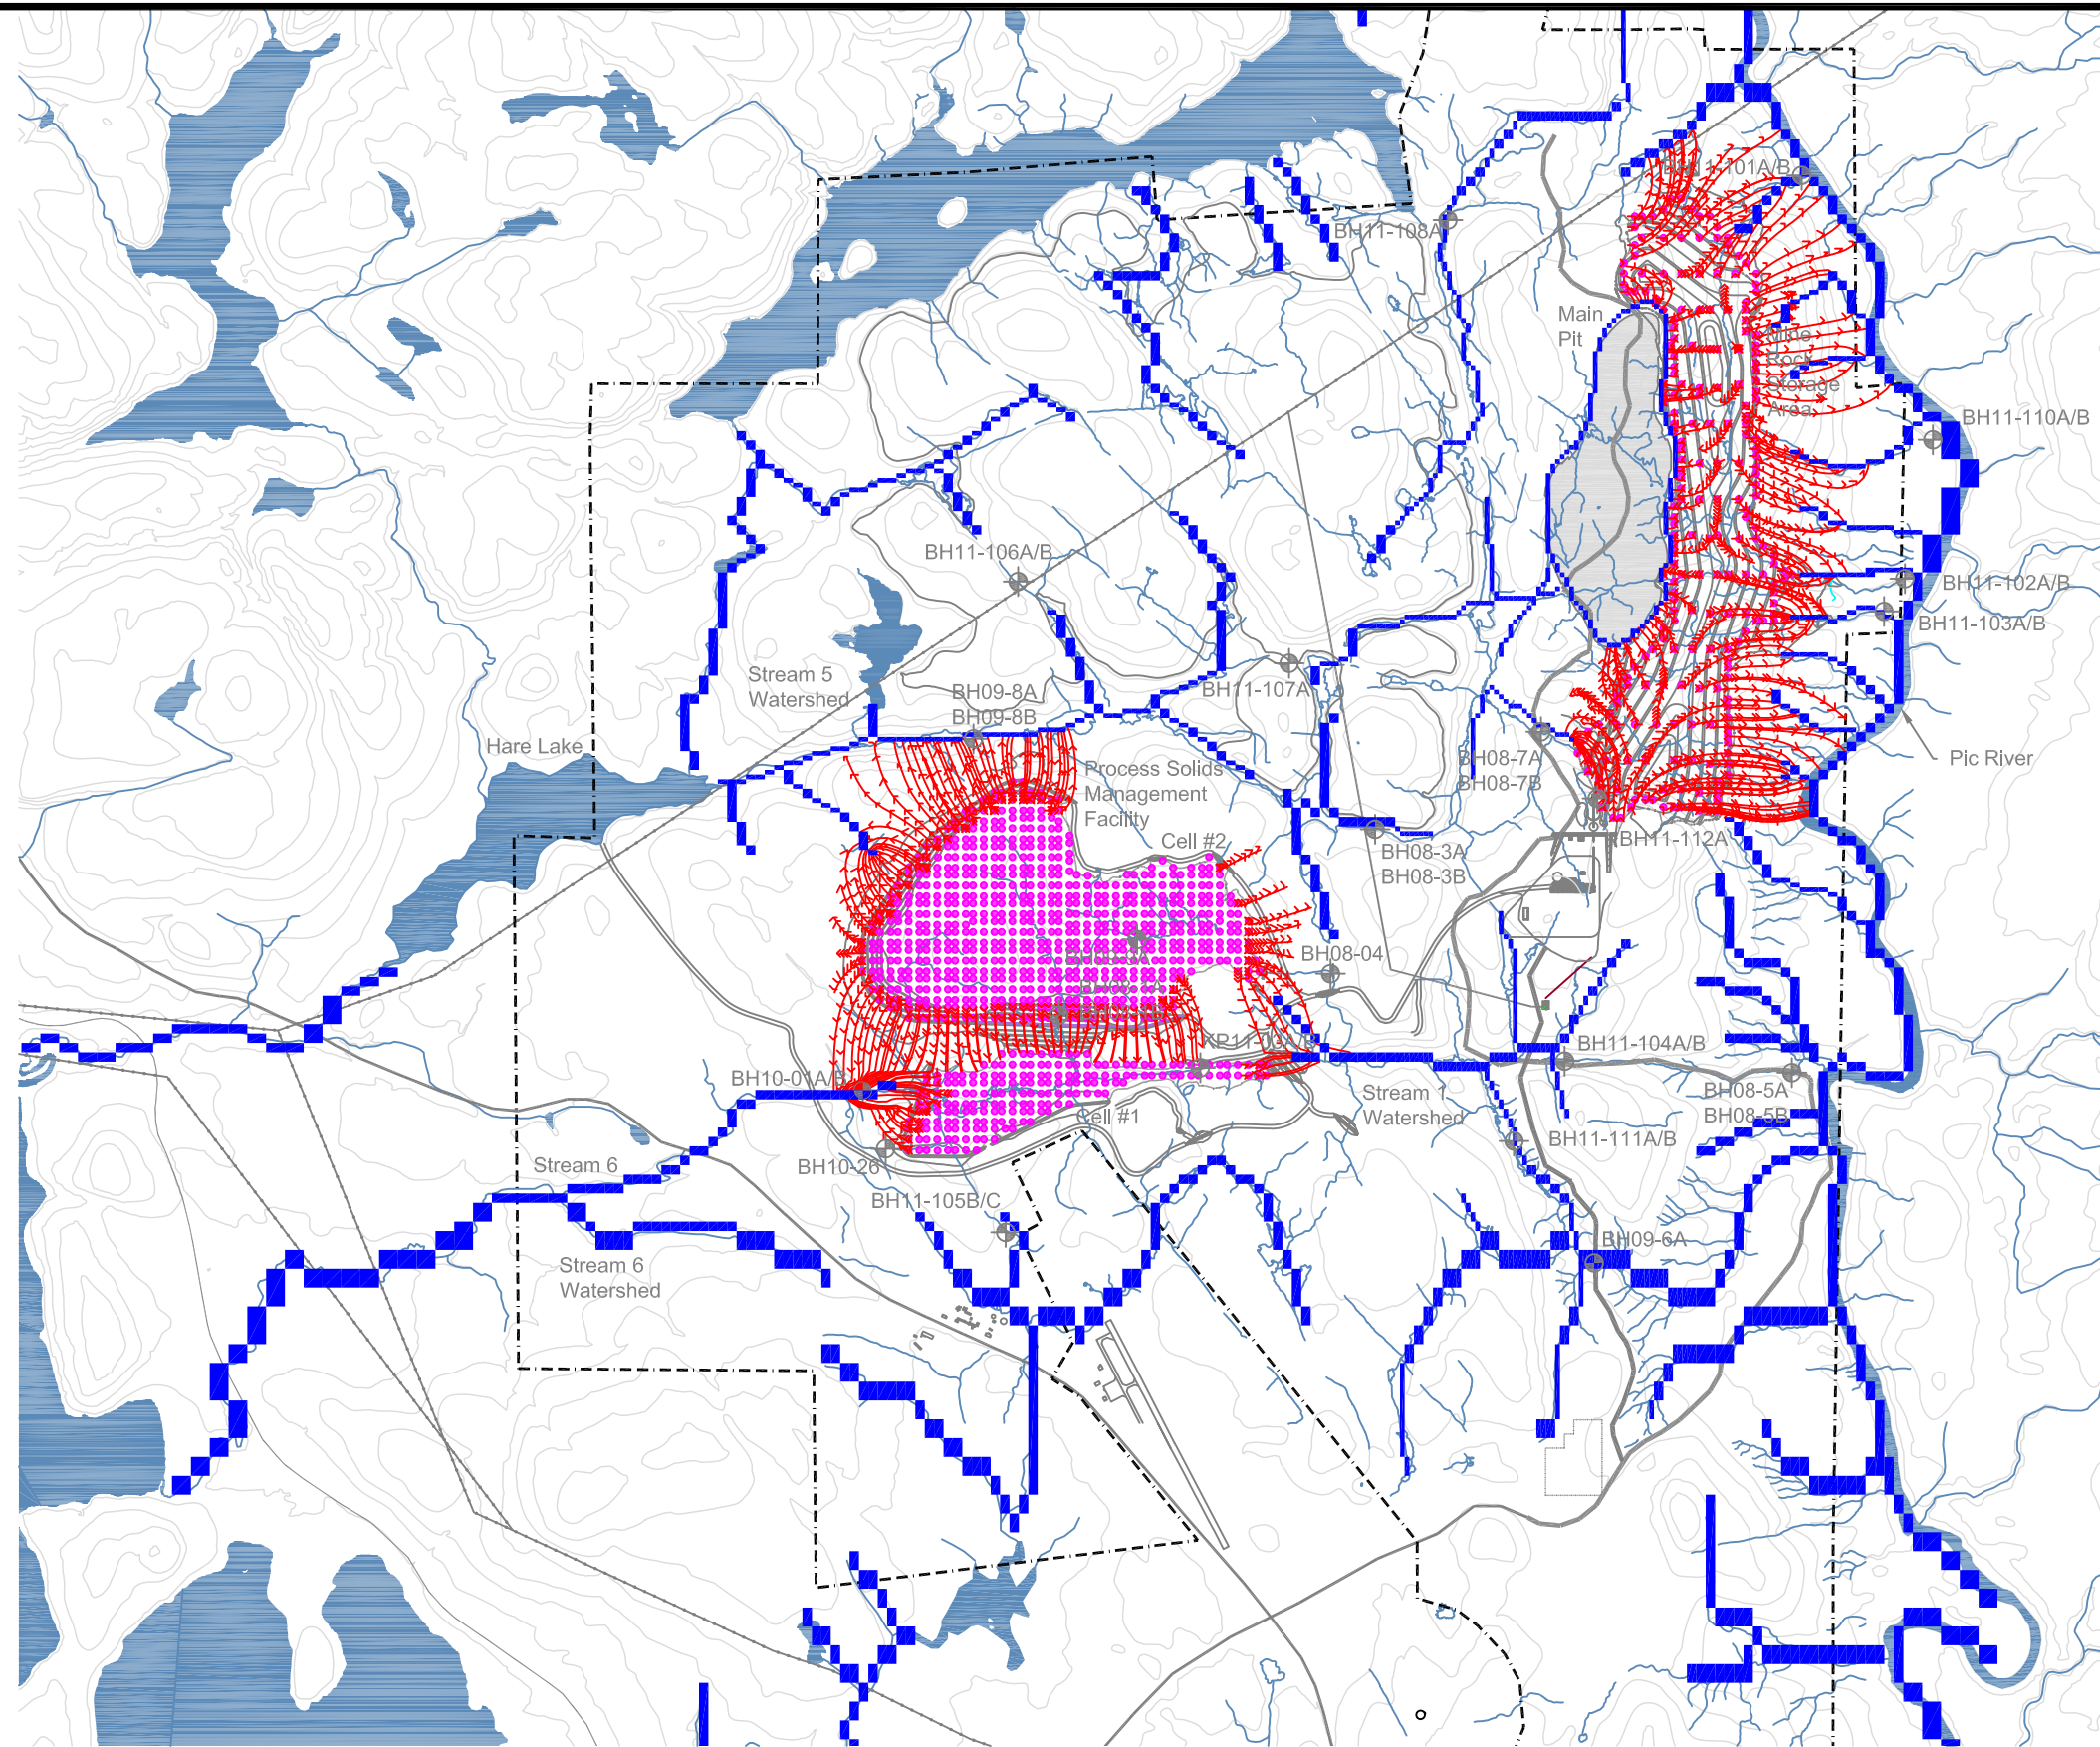 BH11-101A/B
BH11-108A
Main
Pit
Mine
Rock
Storage
Area
BH11-110A/B
BH11-106A/B
BH11-102A/B
BH11-103A/B
Stream 5
Watershed
BH09-8A
BH09-8B
BH11-107A
Hare Lake
BH08-7A
BH08-7B
Pic River
Process Solids
Management
Facility
Cell #2
BH11-112A
BH08-3A
BH08-3B
BH08-04
BH10-01A/B
BH11-104A/B
Stream 1
Watershed
BH08-5A
BH08-5B
Cell #1
BH11-111A/B
BH10-26
Stream 6
BH11-105B/C
BH09-6A
Stream 6
Watershed